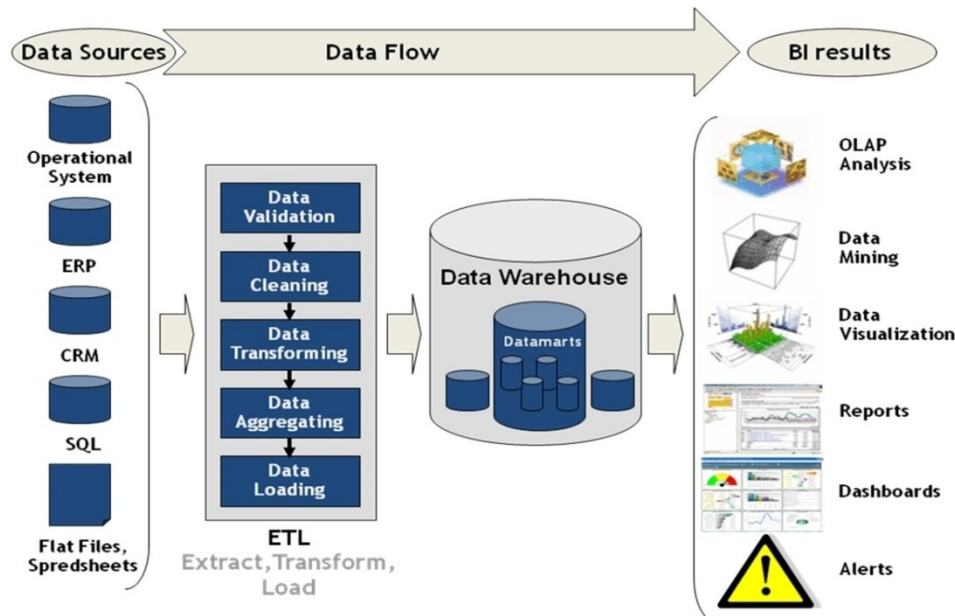 Data Sources
Data Flow
BI results
Operational
System
ERP
CRM
SQL
Flat Files,
Spredsheets
Data
Validation
Data
Cleaning
Data
Transforming
Data
Aggregating
Data
Loading
ETL
Extract,Transform,
Load
Data Warehouse
Datamarts
OLAP
Analysis
Data
Mining
Data
Visualization
Reports
Dashboards
Alerts